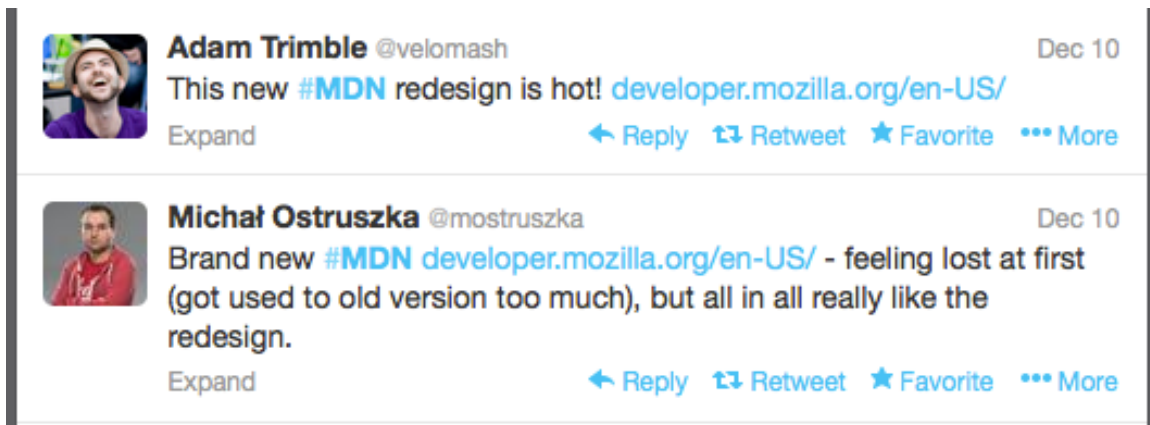 Adam Trimble @velomash Dec 10
This new #MDN redesign is hot! developer.mozilla.org/en-US/
Expand Reply Retweet Favorite More
Michał Ostruszka @mostruszka Dec 10
Brand new #MDN developer.mozilla.org/en-US/ - feeling lost at first
(got used to old version too much), but all in all really like the
redesign.
Expand Reply Retweet Favorite More